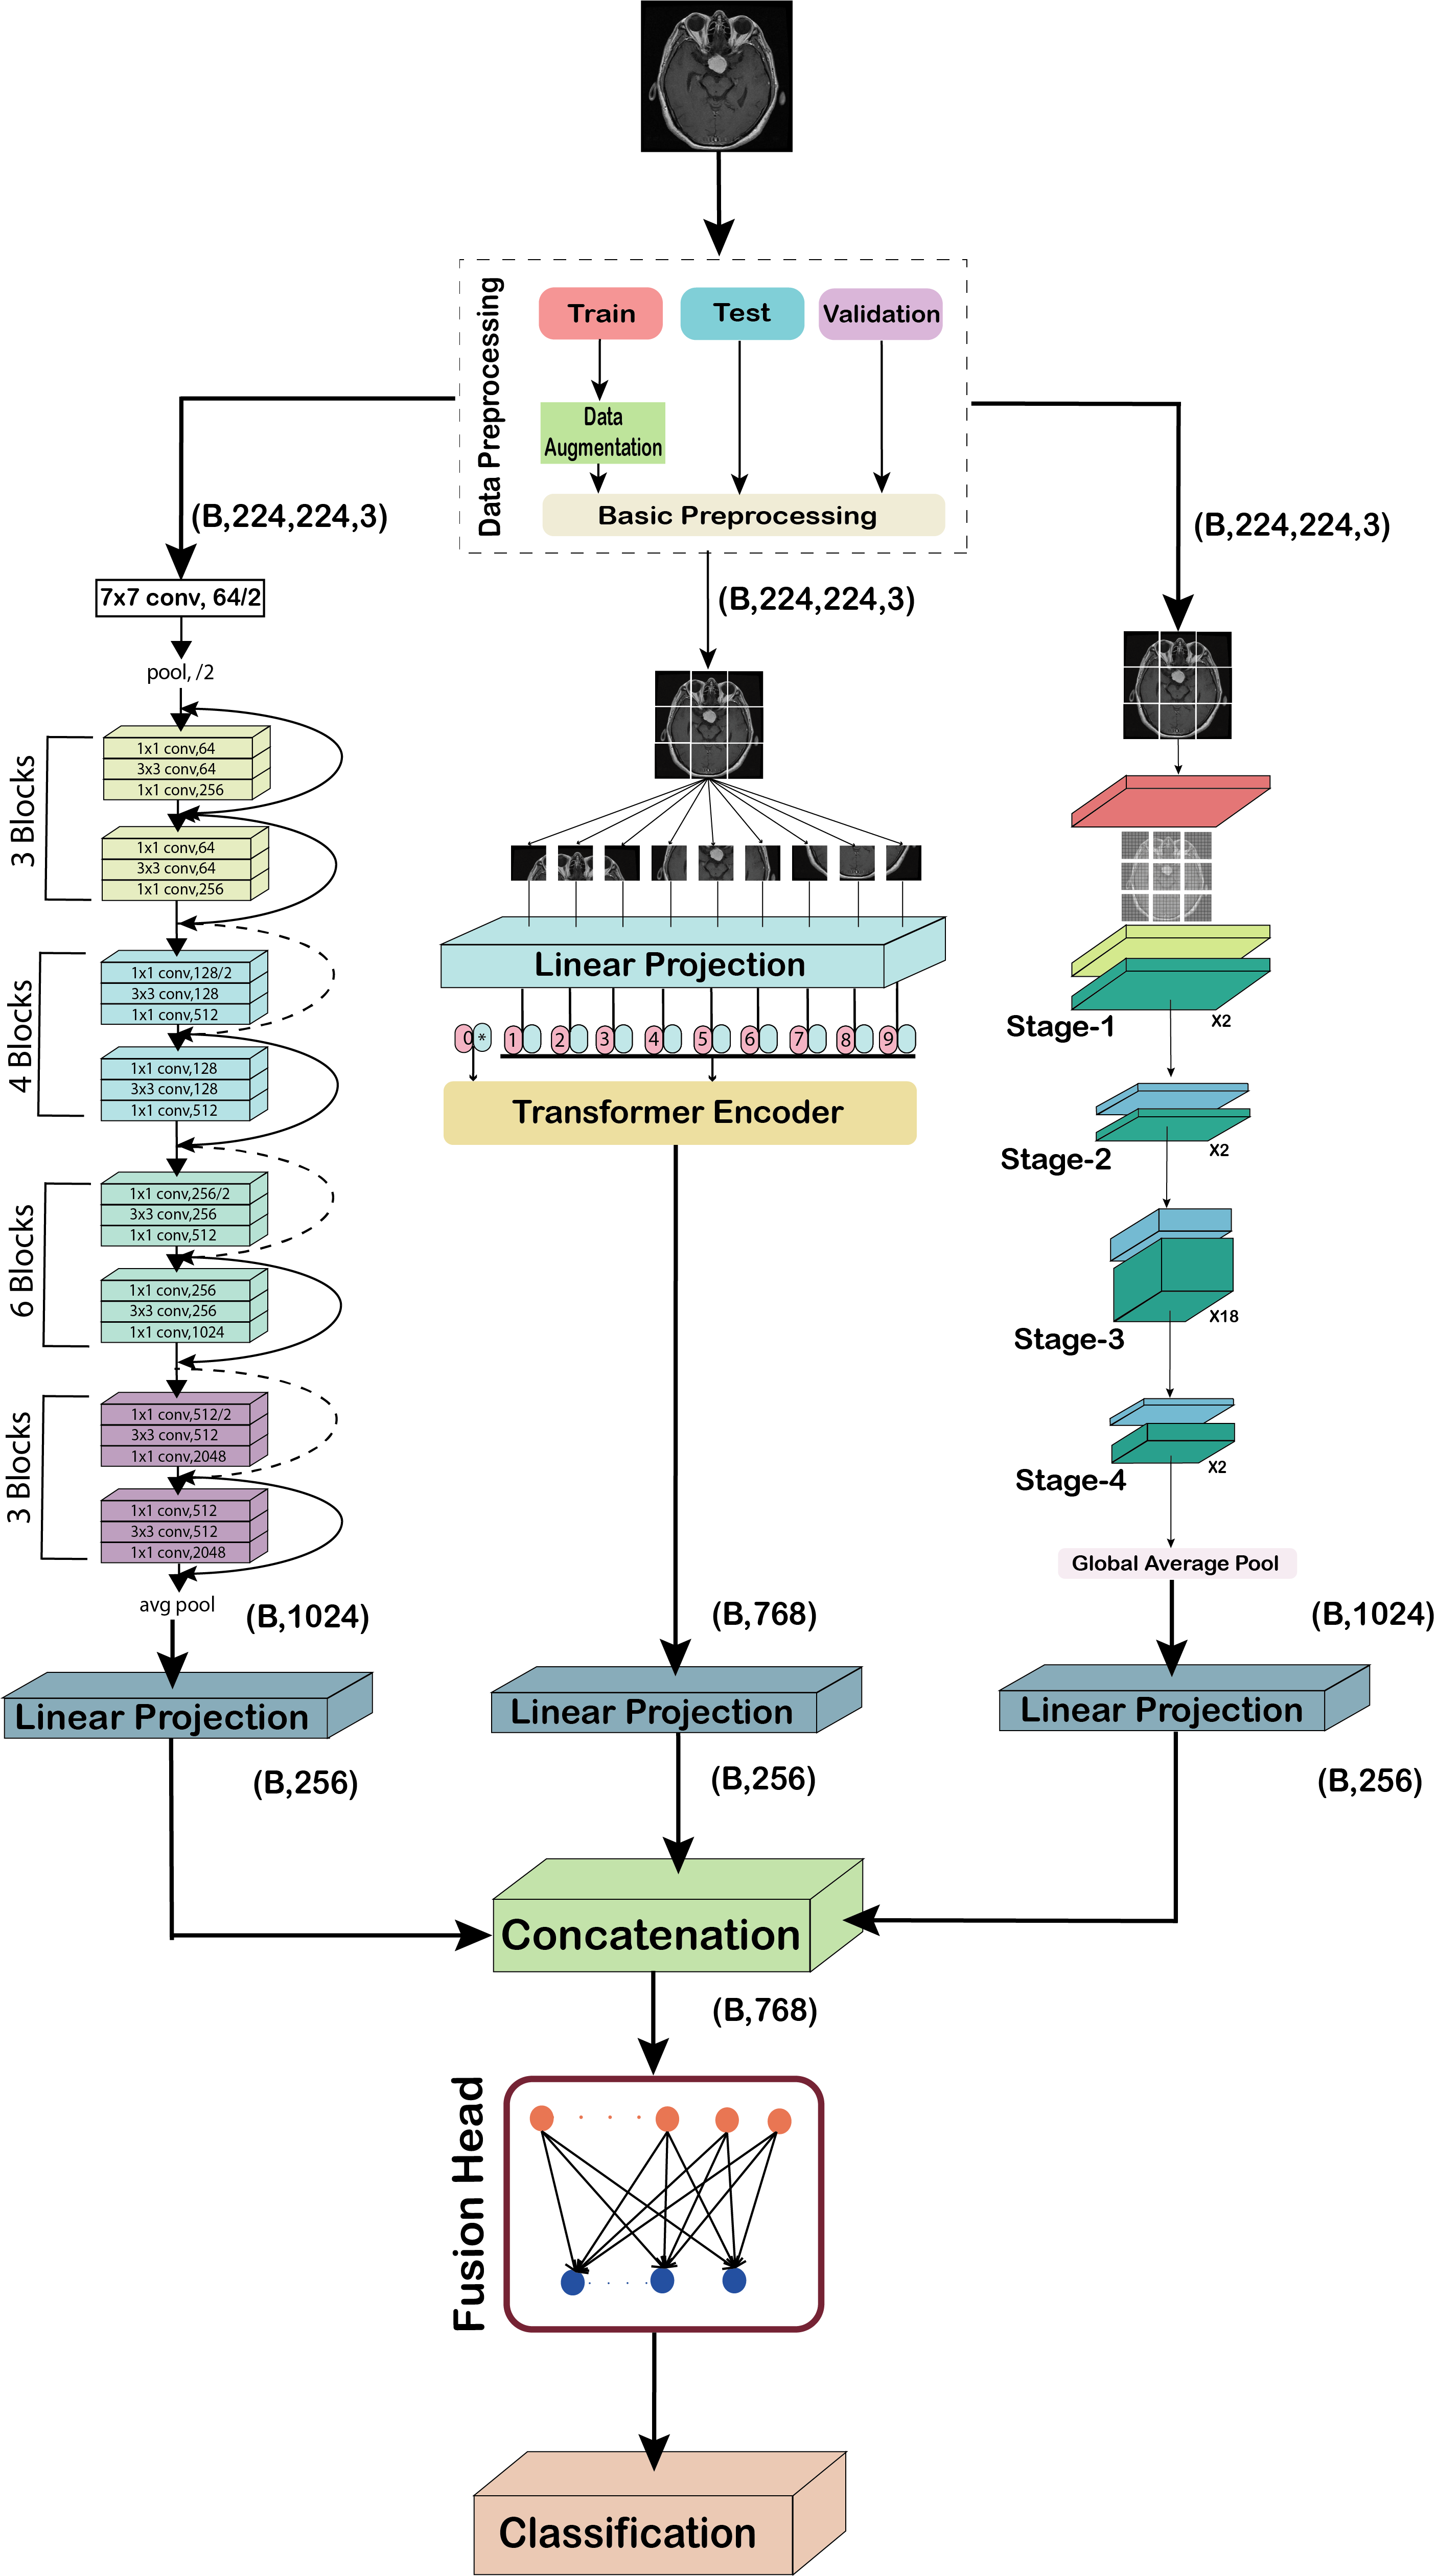 Data Preprocessing
Train
Test
Validation
Data
Augmentation
Basic Preprocessing
(B,224,224,3)
(B,224,224,3)
(B,224,224,3)
7x7 conv, 64/2
pool, /2
3 Blocks
1x1 conv,64
3x3 conv,64
1x1 conv,256
1x1 conv,64
3x3 conv,64
1x1 conv,256
4 Blocks
1x1 conv,128/2
3x3 conv,128
1x1 conv,512
1x1 conv,128
3x3 conv,128
1x1 conv,512
6 Blocks
1x1 conv,256/2
3x3 conv,256
1x1 conv,512
1x1 conv,256
3x3 conv,256
1x1 conv,1024
3 Blocks
1x1 conv,512/2
3x3 conv,512
1x1 conv,2048
1x1 conv,512
3x3 conv,512
1x1 conv,2048
avg pool
(B,1024)
Linear Projection
(B,256)
Linear Projection
0 * 1 2 3 4 5 6 7 8 9
Transformer Encoder
(B,768)
Linear Projection
(B,256)
Stage-1
X2
Stage-2
X2
Stage-3
X18
Stage-4
X2
Global Average Pool
(B,1024)
Linear Projection
(B,256)
Concatenation
(B,768)
Fusion Head
Classification